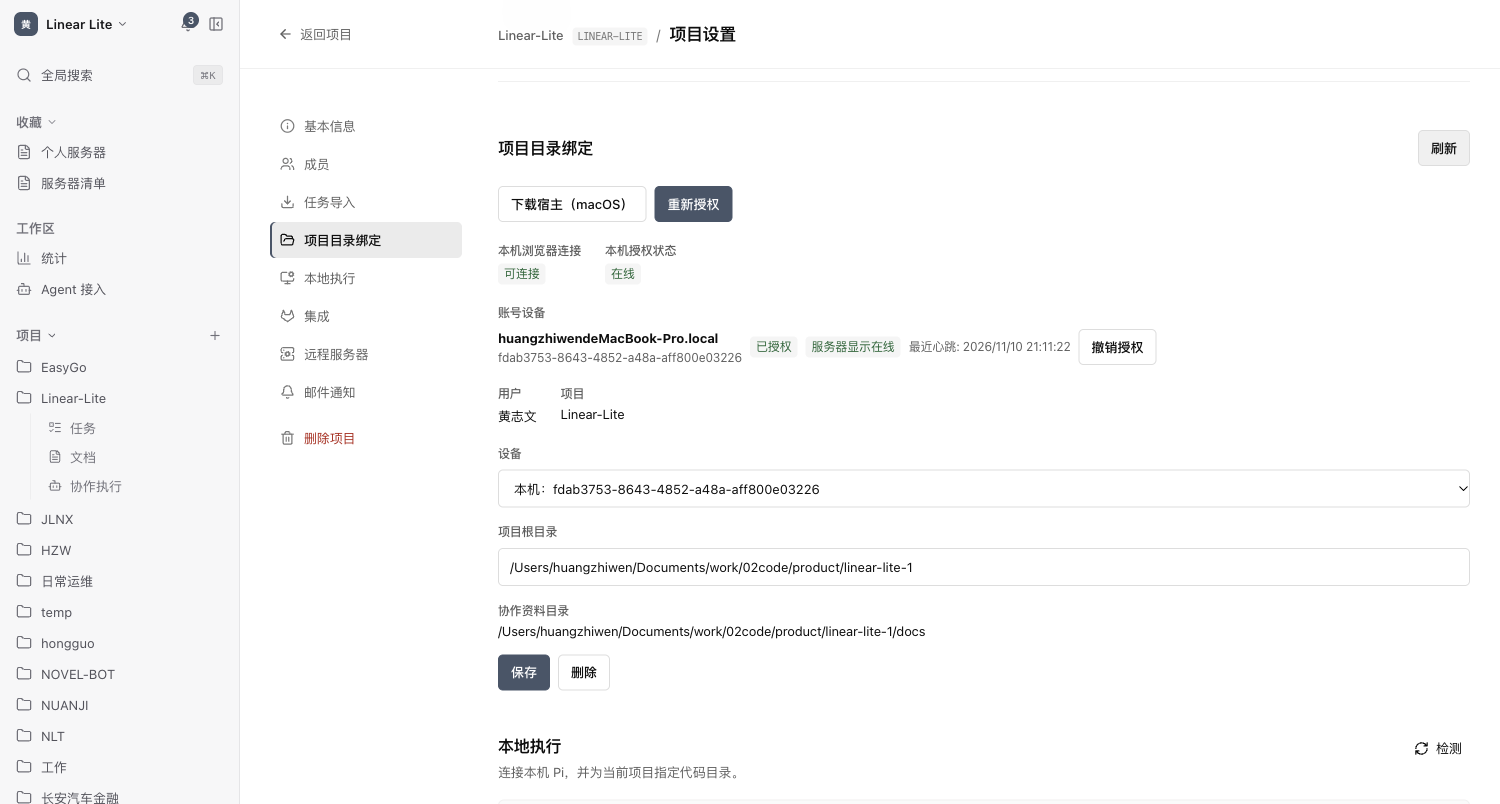 黄 Linear Lite 3
全局搜索 ⌘K
收藏
个人服务器
服务器清单
工作区
统计
Agent 接入
项目
EasyGo
Linear-Lite
任务
文档
协作执行
JLNX
HZW
日常运维
temp
hongguo
NOVEL-BOT
NUANJI
NLT
工作
长安汽车金融
返回项目
Linear-Lite LINEAR-LITE / 项目设置
基本信息
成员
任务导入
项目目录绑定
本地执行
集成
远程服务器
邮件通知
删除项目
项目目录绑定 刷新
下载宿主（macOS） 重新授权
本机浏览器连接 本机授权状态
可连接 在线
账号设备
huangzhiwendeMacBook-Pro.local
fdab3753-8643-4852-a48a-aff800e03226
已授权 服务器显示在线 最近心跳: 2026/11/10 21:11:22 撤销授权
用户 项目
黄志文 Linear-Lite
设备
本机：fdab3753-8643-4852-a48a-aff800e03226
项目根目录
/Users/huangzhiwen/Documents/work/02code/product/linear-lite-1
协作资料目录
/Users/huangzhiwen/Documents/work/02code/product/linear-lite-1/docs
保存 删除
本地执行 检测
连接本机 Pi，并为当前项目指定代码目录。